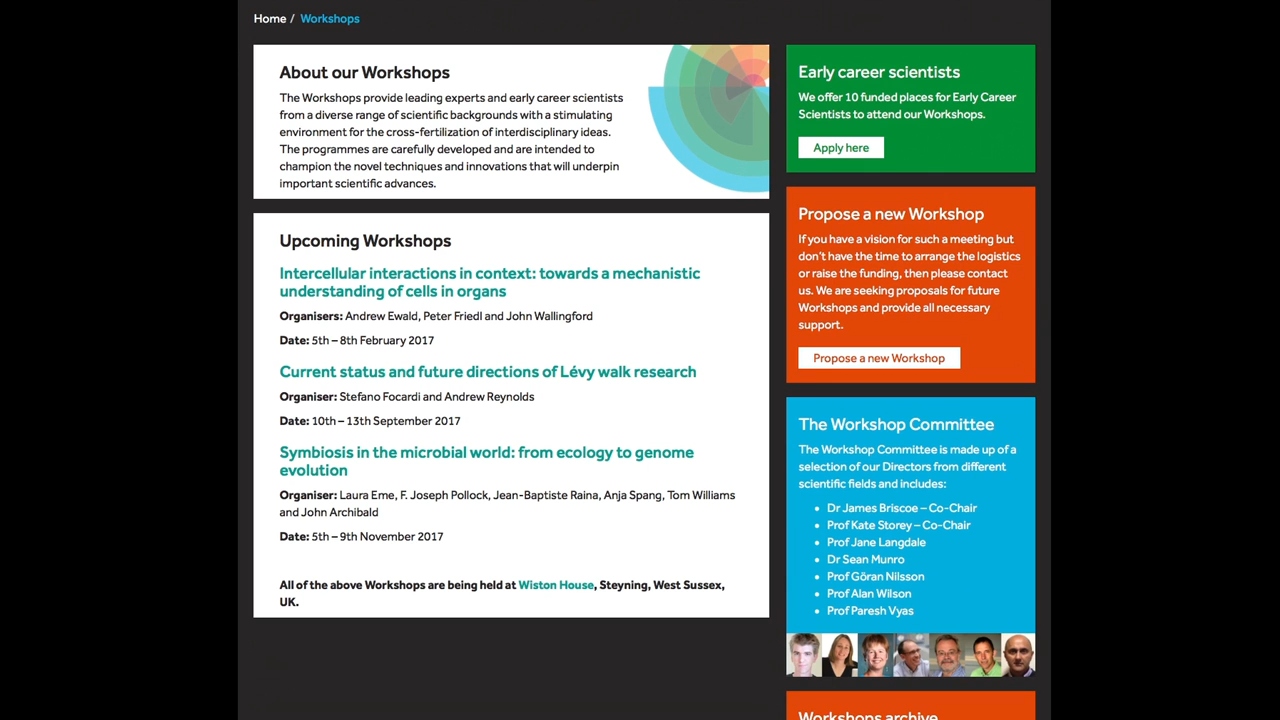 Home / Workshops
About our Workshops
The Workshops provide leading experts and early career scientists
from a diverse range of scientific backgrounds with a stimulating
environment for the cross-fertilization of interdisciplinary ideas.
The programmes are carefully developed and are intended to
champion the novel techniques and innovations that will underpin
important scientific advances.
Upcoming Workshops
Intercellular interactions in context: towards a mechanistic
understanding of cells in organs
Organisers: Andrew Ewald, Peter Friedl and John Wallingford
Date: 5th – 8th February 2017
Current status and future directions of Lévy walk research
Organiser: Stefano Focardi and Andrew Reynolds
Date: 10th – 13th September 2017
Symbiosis in the microbial world: from ecology to genome
evolution
Organiser: Laura Eme, F. Joseph Pollock, Jean-Baptiste Raina, Anja Spang, Tom Williams
and John Archibald
Date: 5th – 9th November 2017
All of the above Workshops are being held at Wiston House, Steyning, West Sussex,
UK.
Early career scientists
We offer 10 funded places for Early Career
Scientists to attend our Workshops.
Apply here
Propose a new Workshop
If you have a vision for such a meeting but
don't have the time to arrange the logistics
or raise the funding, then please contact
us. We are seeking proposals for future
Workshops and provide all necessary
support.
Propose a new Workshop
The Workshop Committee
The Workshop Committee is made up of a
selection of our Directors from different
scientific fields and includes:
• Dr James Briscoe – Co-Chair
• Prof Kate Storey – Co-Chair
• Prof Jane Langdale
• Dr Sean Munro
• Prof Göran Nilsson
• Prof Alan Wilson
• Prof Paresh Vyas
Workshops archive